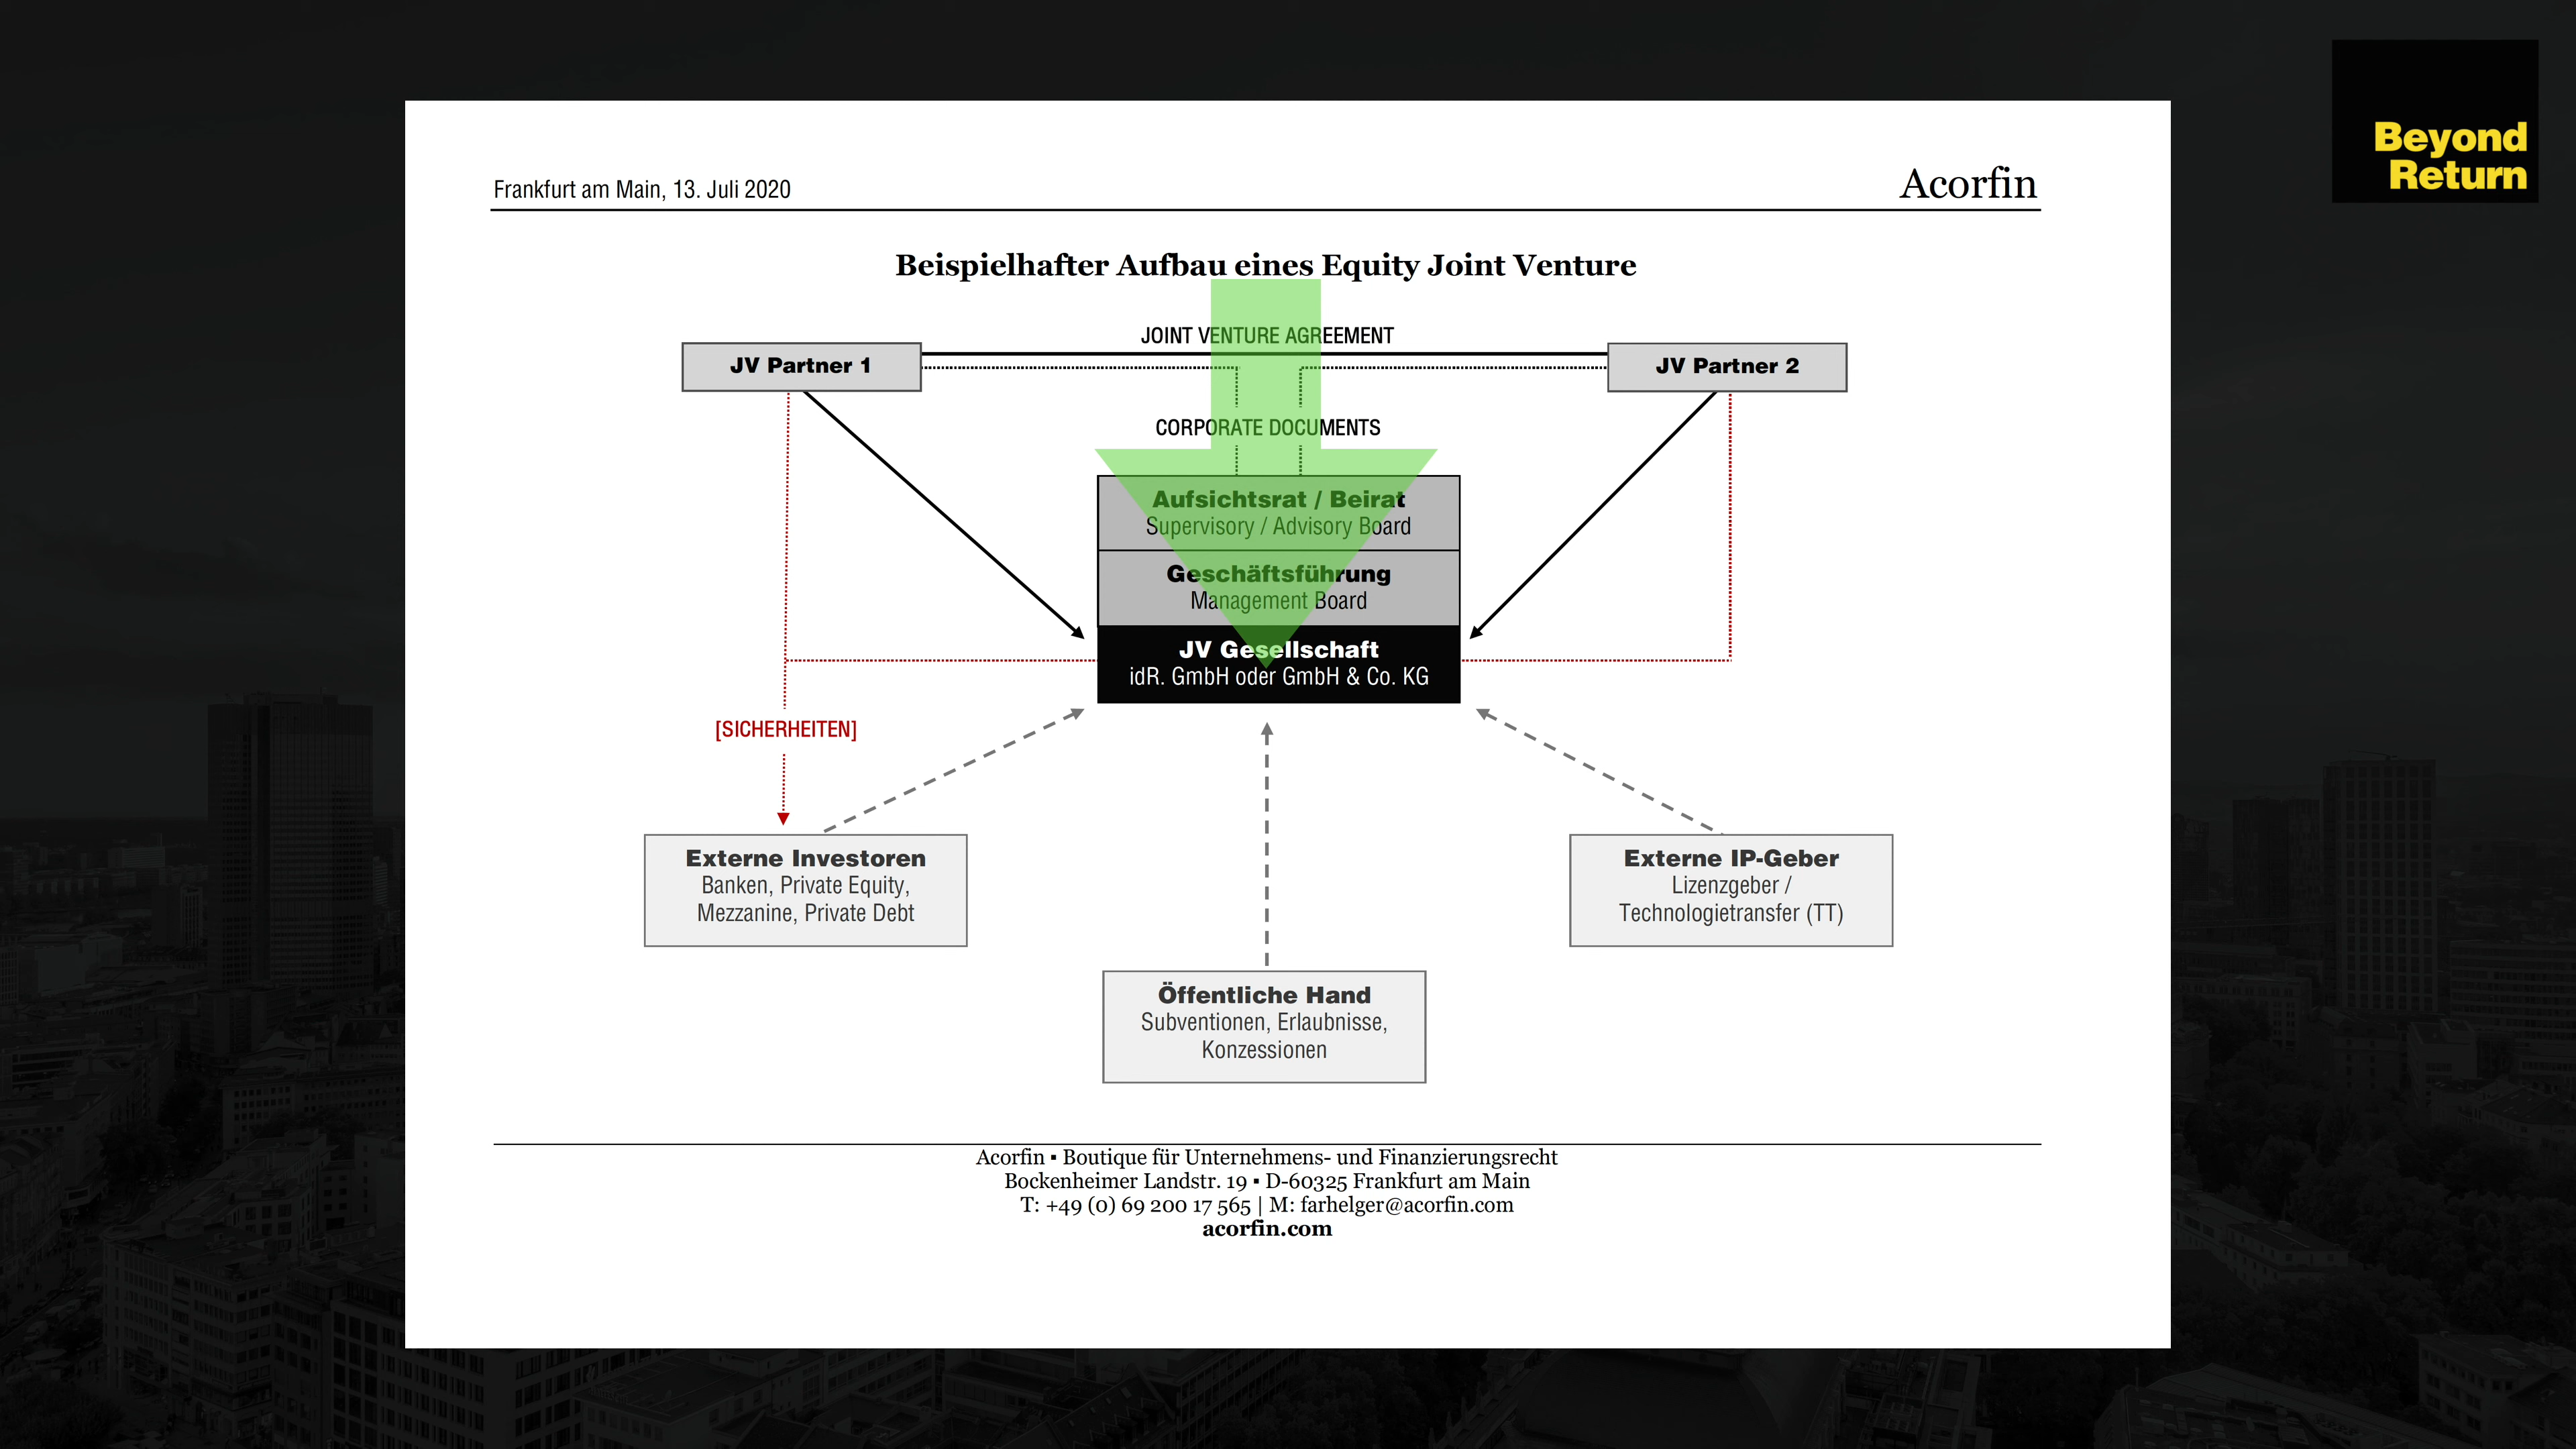 Beyond
Return
Frankfurt am Main, 13. Juli 2020
Acorfin
Beispielhafter Aufbau eines Equity Joint Venture
JOINT VENTURE AGREEMENT
JV Partner 1
JV Partner 2
CORPORATE DOCUMENTS
Aufsichtsrat / Beirat
Supervisory / Advisory Board
Geschäftsführung
Management Board
JV Gesellschaft
idR. GmbH oder GmbH & Co. KG
[SICHERHEITEN]
Externe Investoren
Banken, Private Equity,
Mezzanine, Private Debt
Externe IP-Geber
Lizenzgeber /
Technologietransfer (TT)
Öffentliche Hand
Subventionen, Erlaubnisse,
Konzessionen
Acorfin ▪ Boutique für Unternehmens- und Finanzierungsrecht
Bockenheimer Landstr. 19 ▪ D-60325 Frankfurt am Main
T: +49 (0) 69 200 17 565 | M: farhelger@acorfin.com
acorfin.com